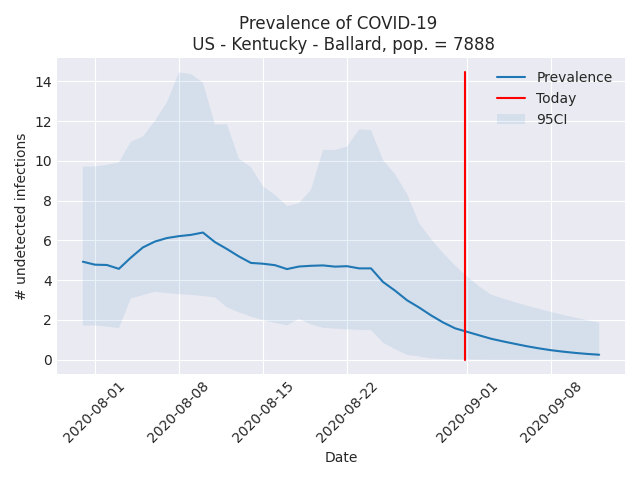 Prevalence of COVID-19
US - Kentucky - Ballard, pop. = 7888
Prevalence
Today
95CI
# undetected infections
14
12
10
8
6
4
2
0
2020-08-01
2020-08-08
2020-08-15
2020-08-22
2020-09-01
2020-09-08
Date